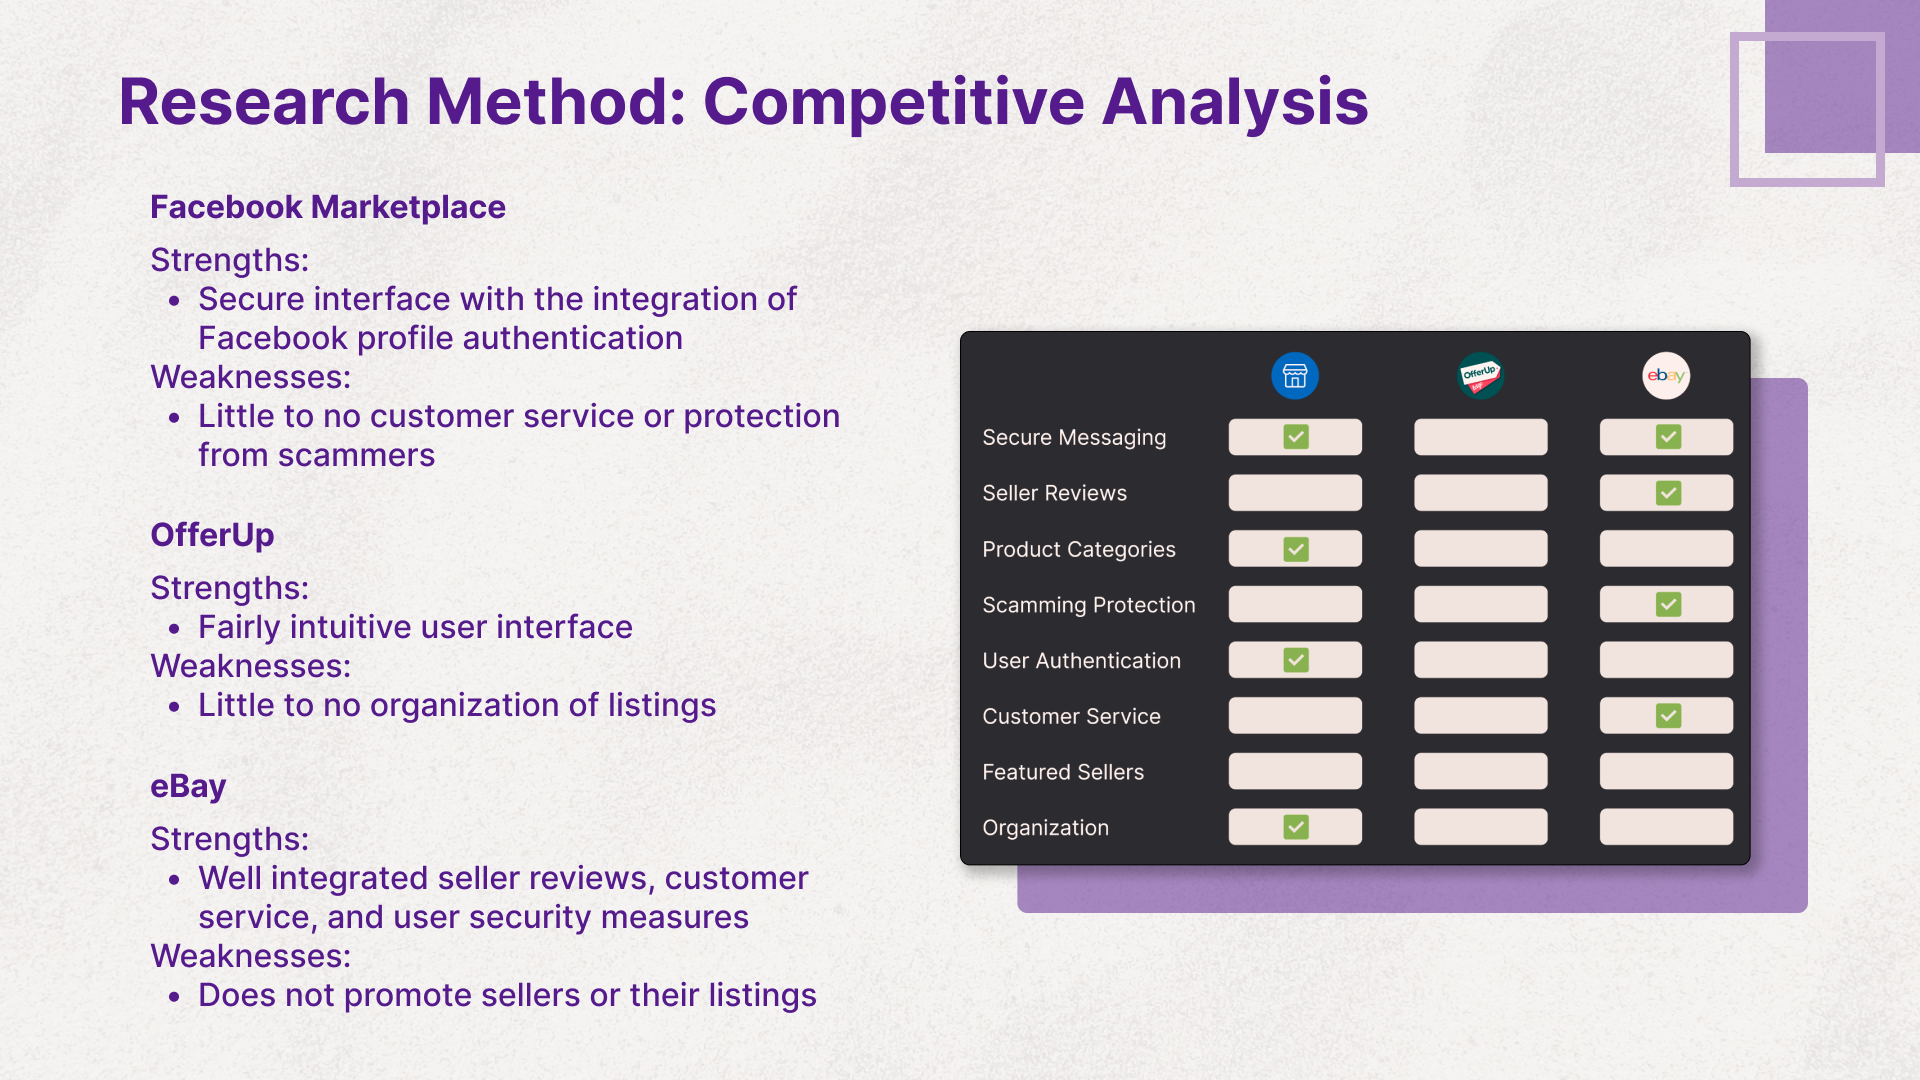 Research Method: Competitive Analysis
Facebook Marketplace
Strengths:
• Secure interface with the integration of
Facebook profile authentication
Weaknesses:
• Little to no customer service or protection
from scammers
OfferUp
Strengths:
• Fairly intuitive user interface
Weaknesses:
• Little to no organization of listings
eBay
Strengths:
• Well integrated seller reviews, customer
service, and user security measures
Weaknesses:
• Does not promote sellers or their listings
OfferUp
ebay
Secure Messaging
Seller Reviews
Product Categories
Scamming Protection
User Authentication
Customer Service
Featured Sellers
Organization